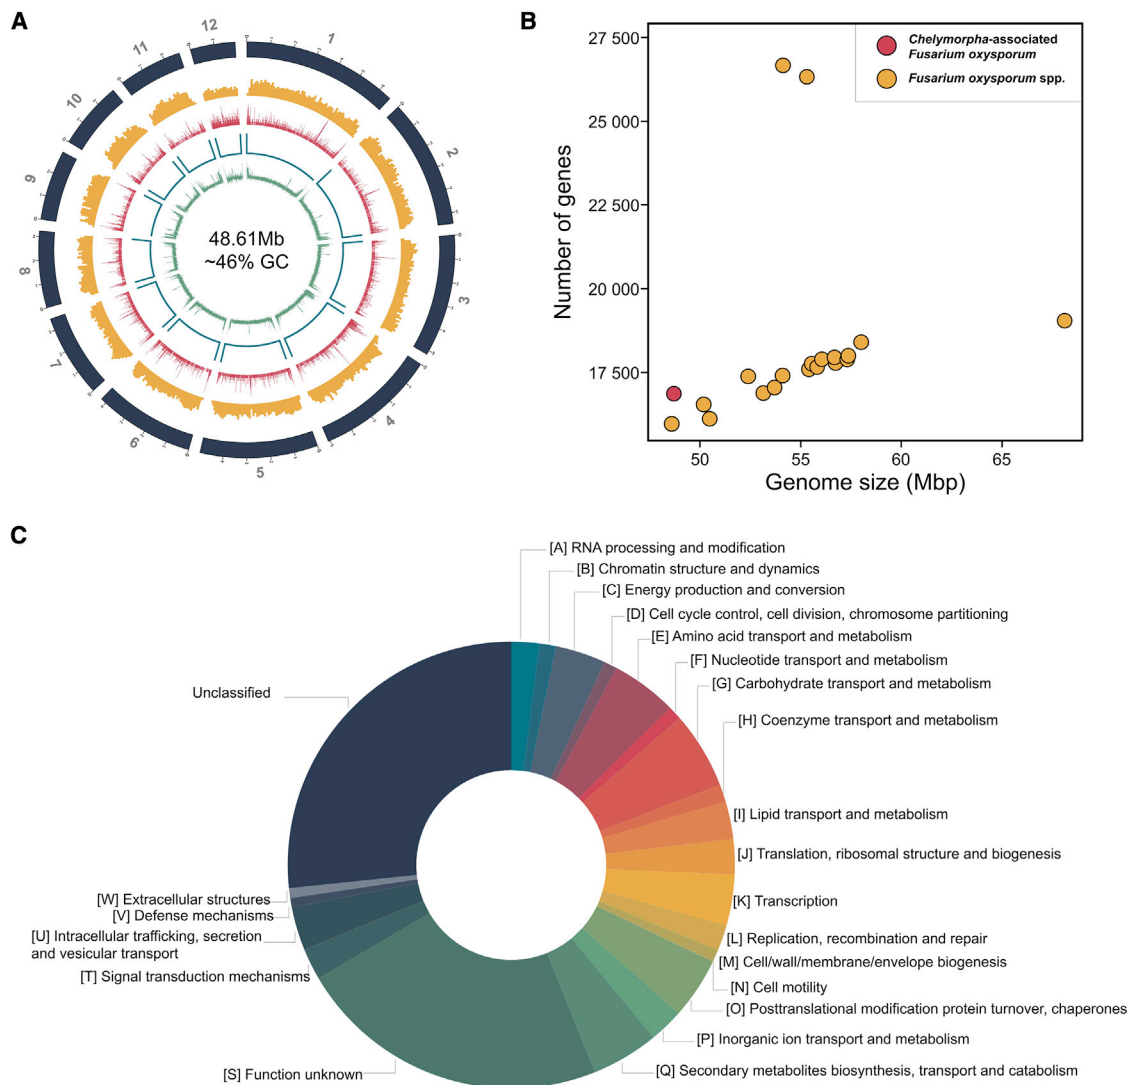 A
1
2
3
4
5
6
7
8
9
10
11
12
48.61Mb
~46% GC
B
Number of genes
27 500
25 000
22 500
20 000
17 500
50
55
60
65
Genome size (Mbp)
Chelymorpha-associated
Fusarium oxysporum
Fusarium oxysporum spp.
C
[A] RNA processing and modification
[B] Chromatin structure and dynamics
[C] Energy production and conversion
[D] Cell cycle control, cell division, chromosome partitioning
[E] Amino acid transport and metabolism
[F] Nucleotide transport and metabolism
[G] Carbohydrate transport and metabolism
[H] Coenzyme transport and metabolism
[I] Lipid transport and metabolism
[J] Translation, ribosomal structure and biogenesis
[K] Transcription
[L] Replication, recombination and repair
[M] Cell/wall/membrane/envelope biogenesis
[N] Cell motility
[O] Posttranslational modification protein turnover, chaperones
[P] Inorganic ion transport and metabolism
[Q] Secondary metabolites biosynthesis, transport and catabolism
[S] Function unknown
[T] Signal transduction mechanisms
[U] Intracellular trafficking, secretion
and vesicular transport
[V] Defense mechanisms
[W] Extracellular structures
Unclassified